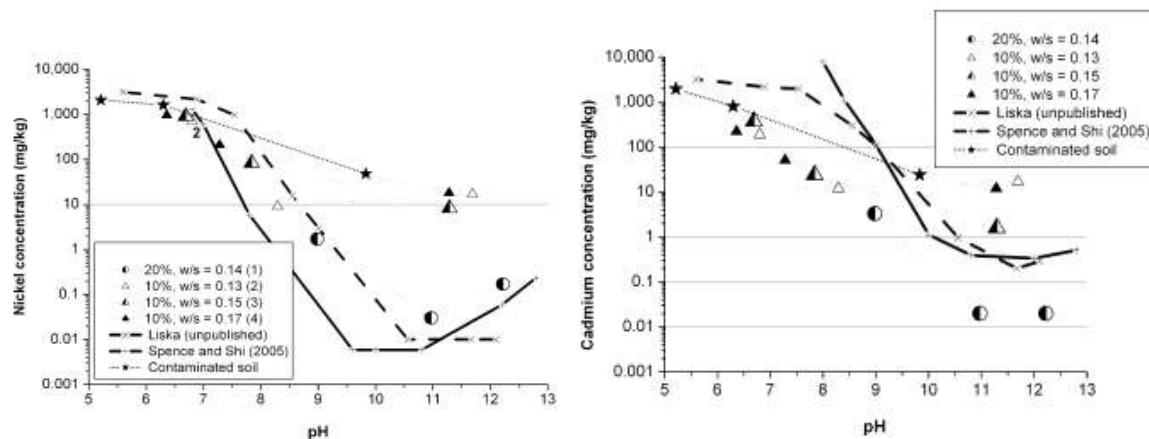 10,000
1.000
100
10
1
0.1
0.01
0.001
Nickel concentration (mg/kg)
2
20%, w/s = 0.14 (1)
10%, w/s = 0.13 (2)
10%, w/s = 0.15 (3)
10%, w/s = 0.17 (4)
Liska (unpublished)
Spence and Shi (2005)
Contaminated soil
5 6 7 8 9 10 11 12 13
pH
20%, w/s = 0.14
10%, w/s = 0.13
10%, w/s = 0.15
10%, w/s = 0.17
Liska (unpublished)
Spence and Shi (2005)
Contaminated soil
10,000
1.000
100
10
1
0.1
0.01
0.001
Cadmium concentration (mg/kg)
5 6 7 8 9 10 11 12 13
pH